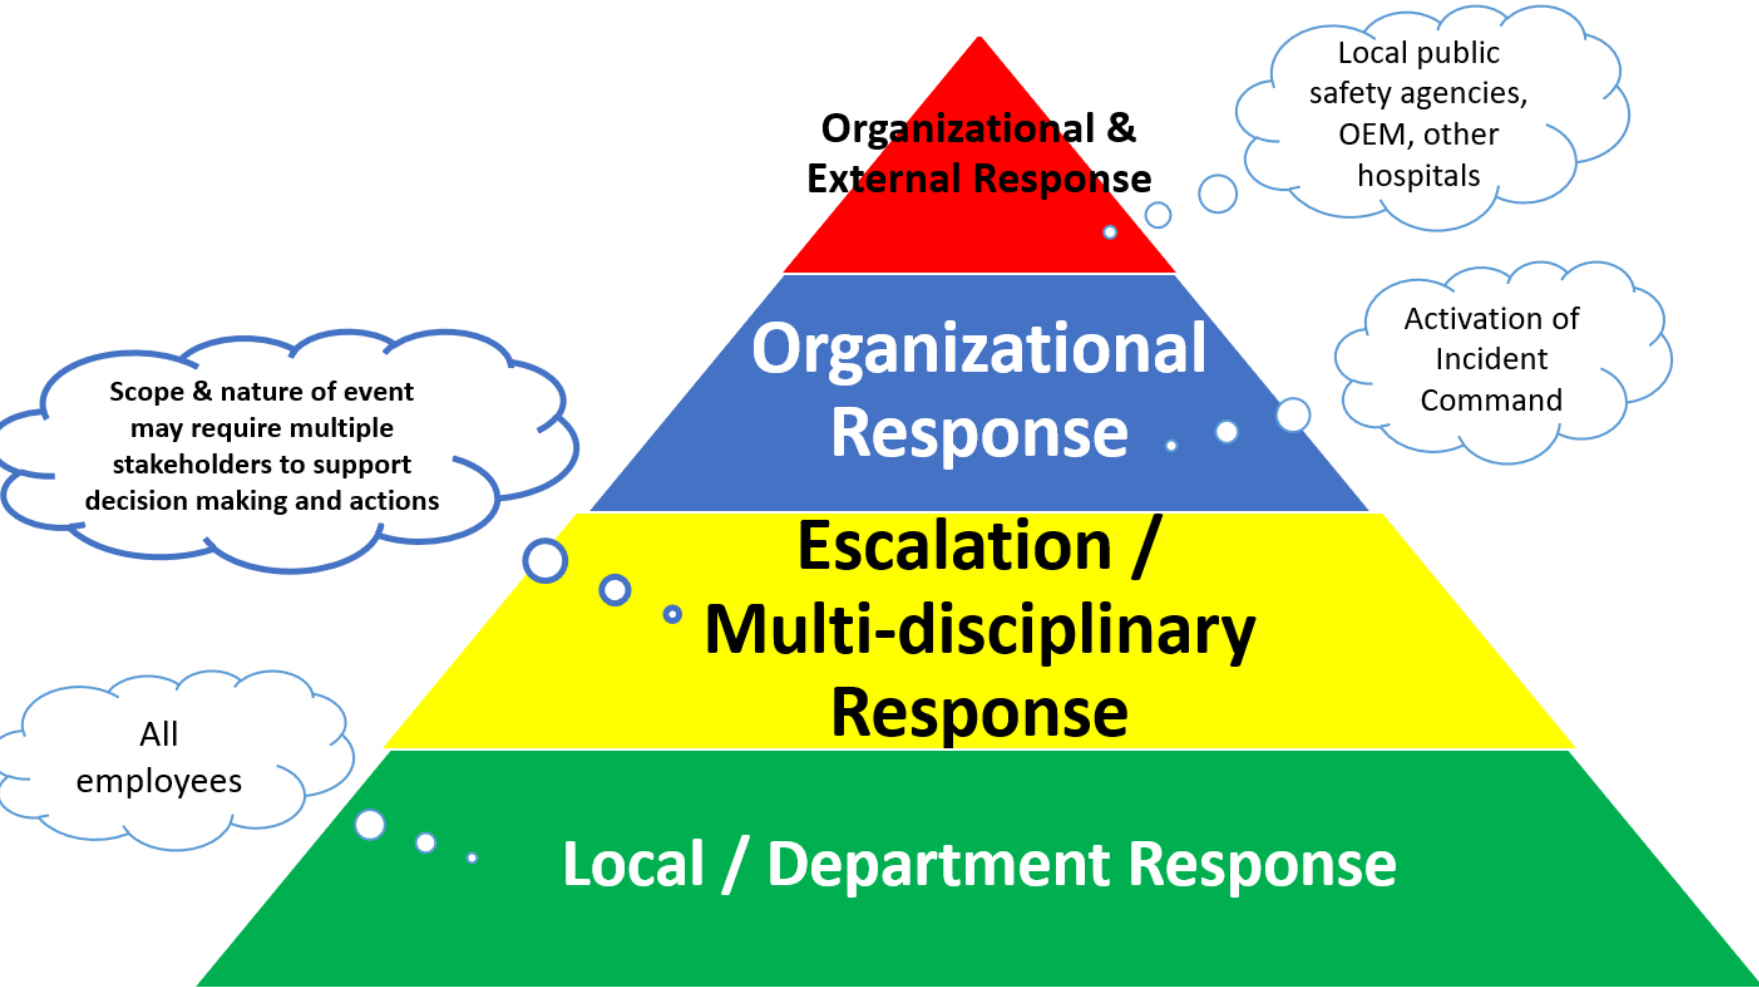 Local public
safety agencies,
OEM, other
hospitals
Organizational &
External Response
Activation of
Incident
Command
Organizational
Response
Scope & nature of event
may require multiple
stakeholders to support
decision making and actions
Escalation /
Multi-disciplinary
Response
All
employees
Local / Department Response